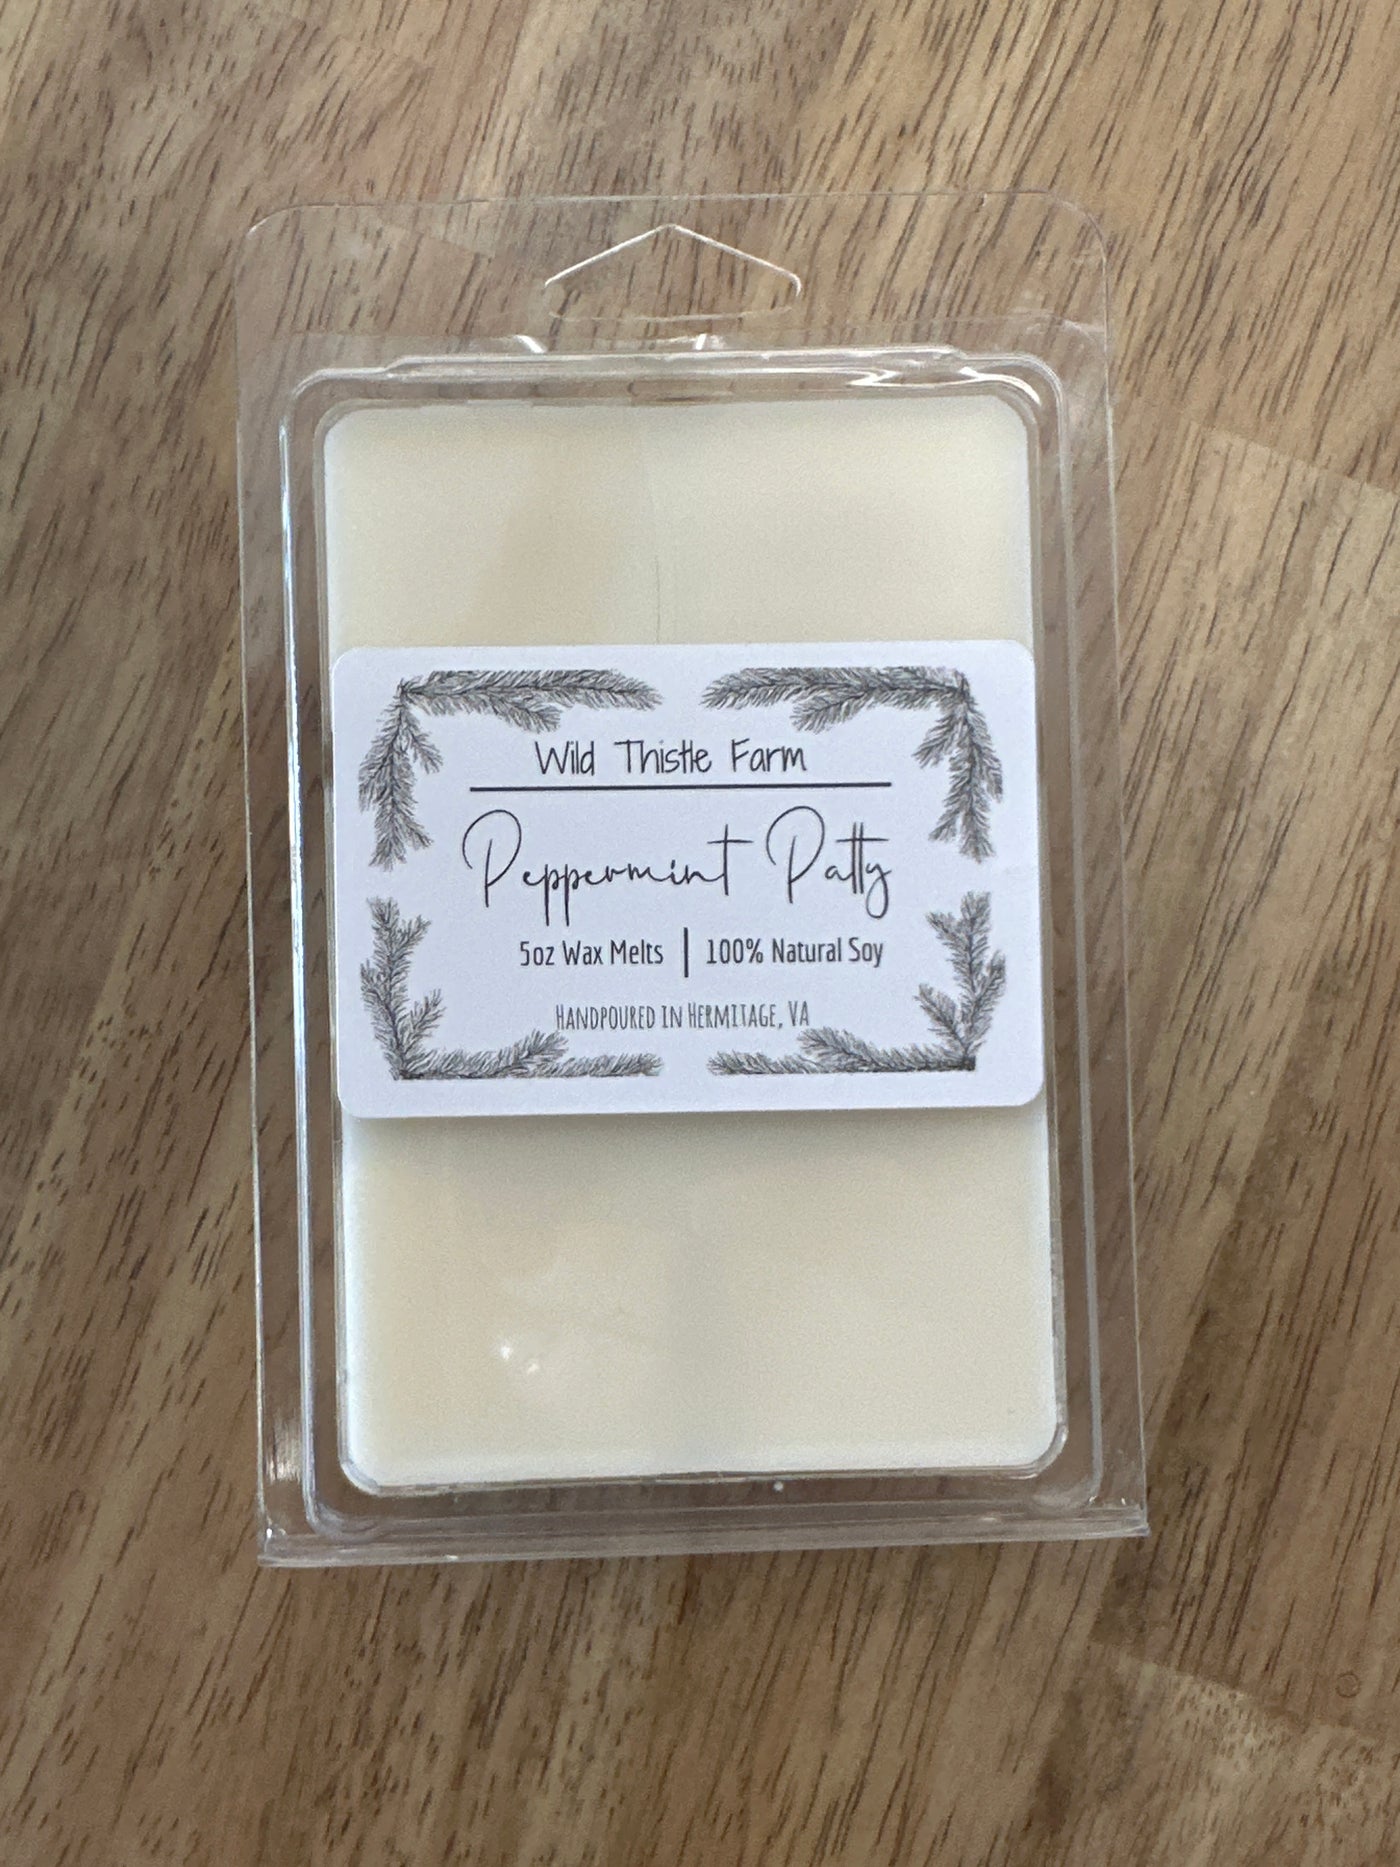 Wild Thistle Farm
Peppermint Patty
5oz Wax Melts | 100% Natural Soy
Handpoured in Hermitage, VA